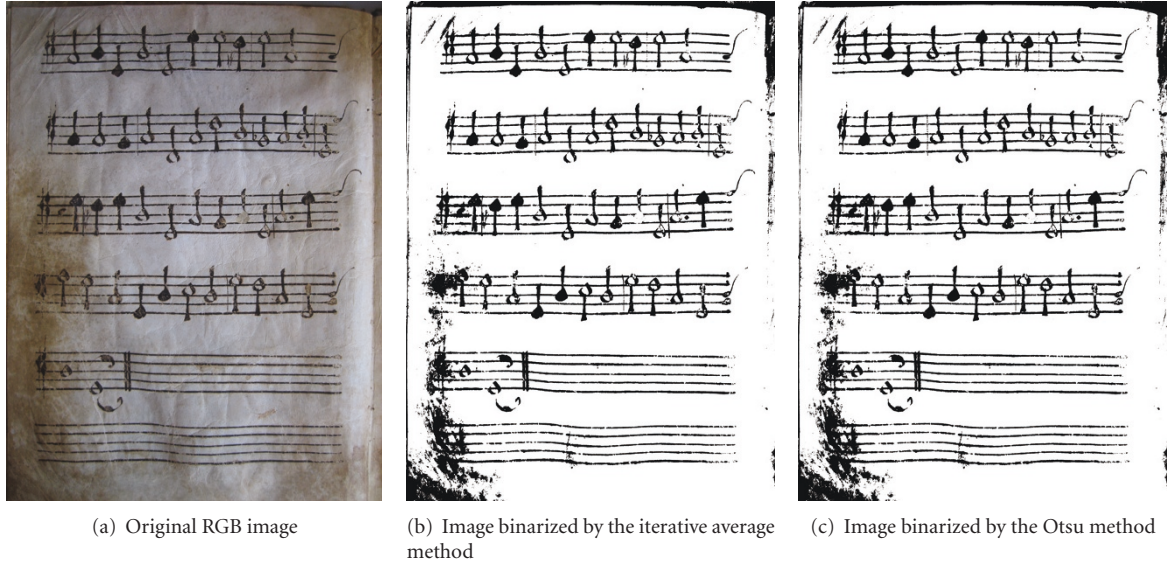 (a) Original RGB image
(b) Image binarized by the iterative average
method
(c) Image binarized by the Otsu method